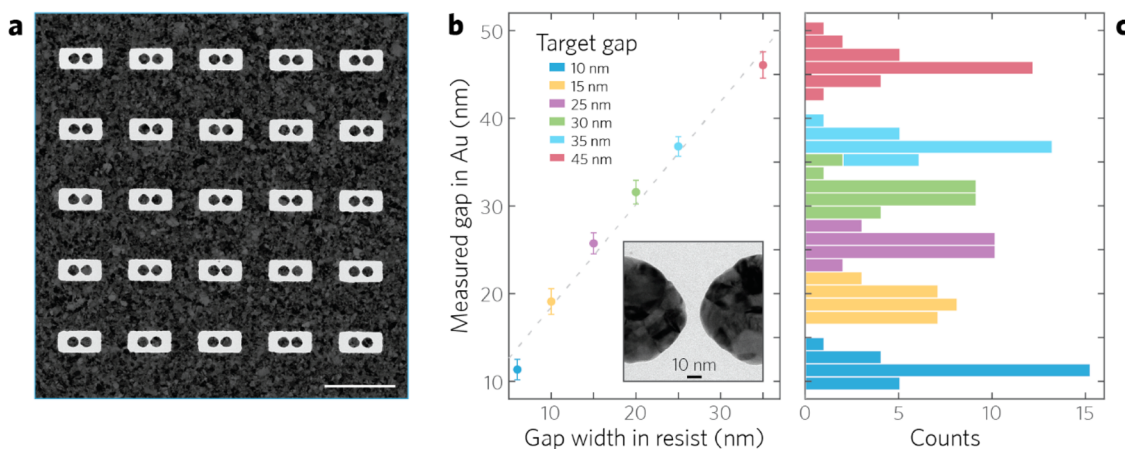 a
b
c
50
40
30
20
10
Measured gap in Au (nm)
Target gap
10 nm
15 nm
25 nm
30 nm
35 nm
45 nm
10 nm
10
20
30
Gap width in resist (nm)
0
5
10
15
Counts